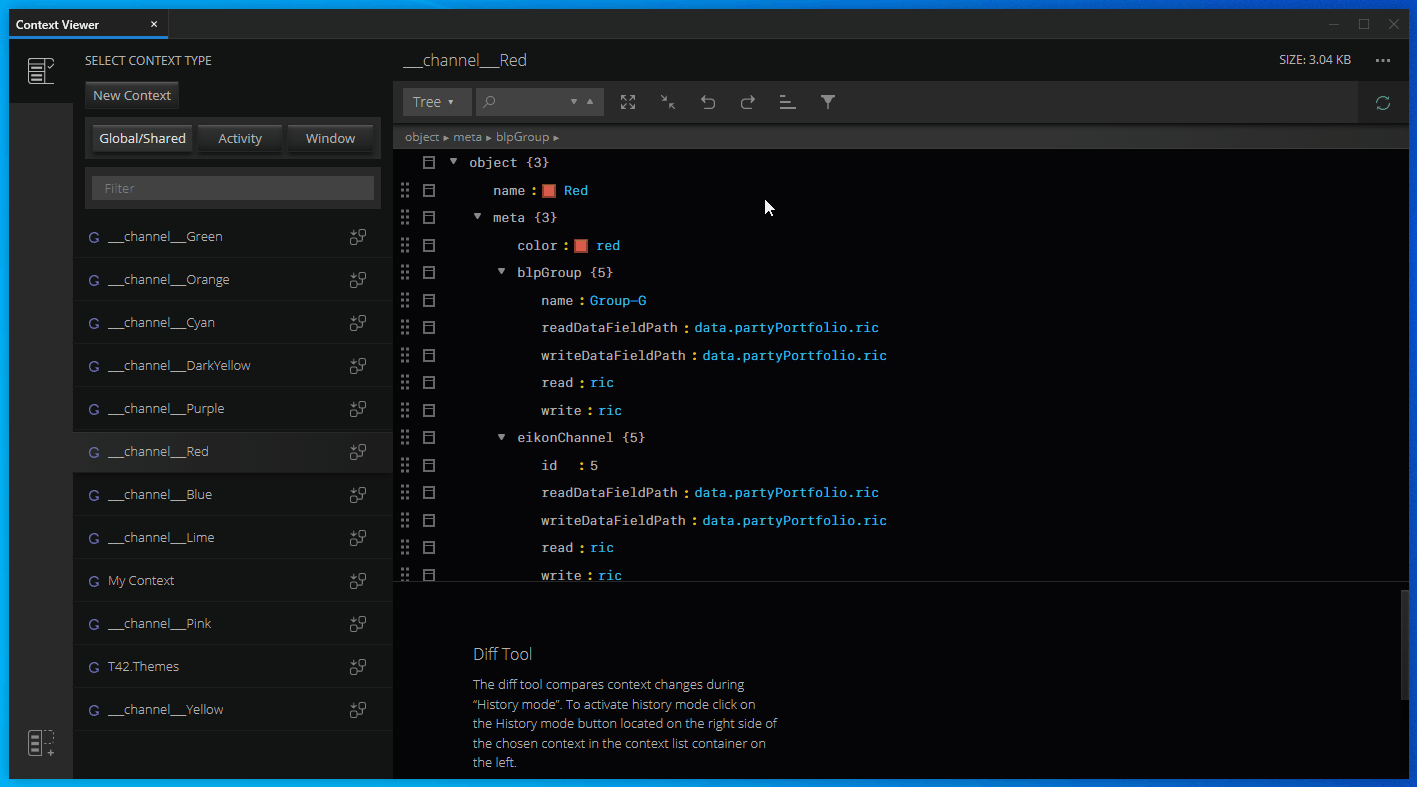 Context Viewer
SELECT CONTEXT TYPE
New Context
Global/Shared
Activity
Window
Filter
G __channel__Green
G __channel__Orange
G __channel__Cyan
G __channel__DarkYellow
G __channel__Purple
G __channel__Red
G __channel__Blue
G __channel__Lime
G My Context
G __channel__Pink
G T42.Themes
G __channel__Yellow
__channel__Red
SIZE: 3.04 KB
Tree
object ▸ meta ▸ blpGroup ▸
object {3}
name : Red
meta {3}
color : red
blpGroup {5}
name : Group-G
readDataFieldPath : data.partyPortfolio.ric
writeDataFieldPath : data.partyPortfolio.ric
read : ric
write : ric
eikonChannel {5}
id : 5
readDataFieldPath : data.partyPortfolio.ric
writeDataFieldPath : data.partyPortfolio.ric
read : ric
write : ric
Diff Tool
The diff tool compares context changes during
“History mode”. To activate history mode click on
the History mode button located on the right side of
the chosen context in the context list container on
the left.